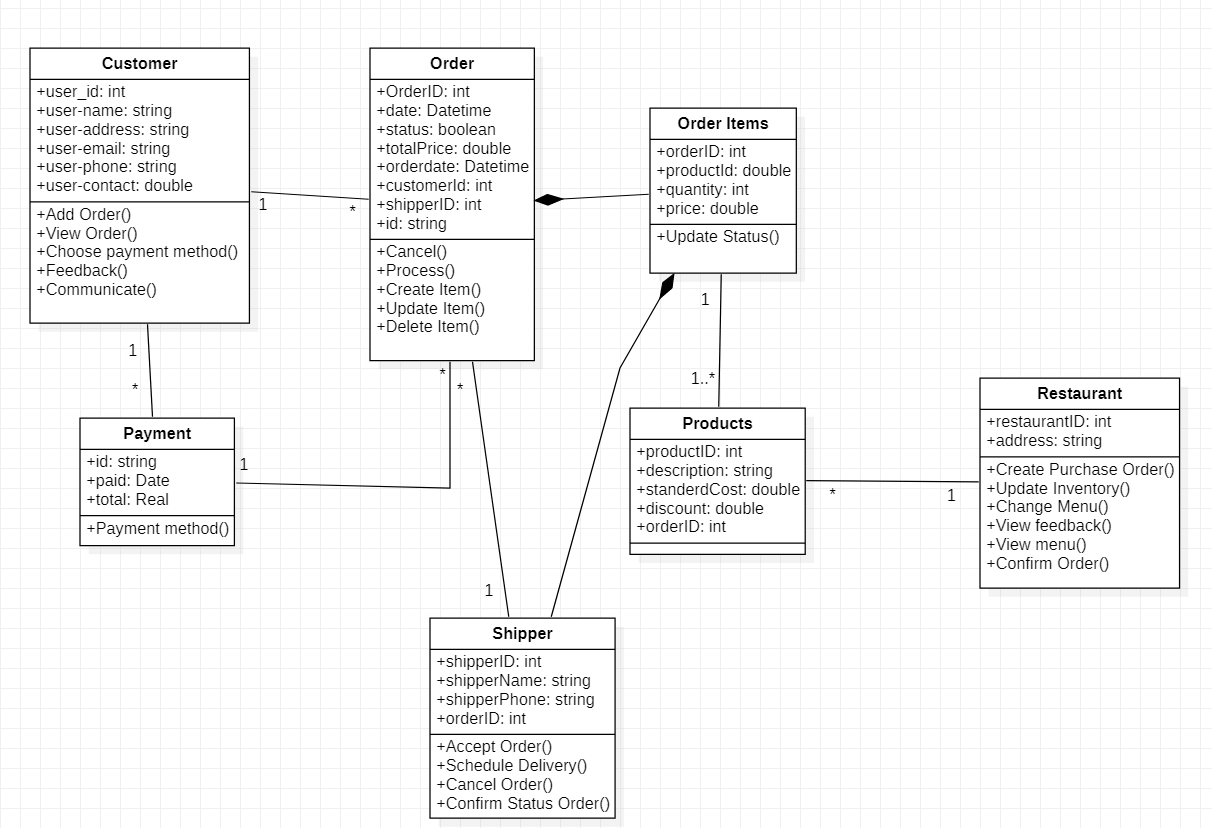 Customer
+user_id: int
+user-name: string
+user-address: string
+user-email: string
+user-phone: string
+user-contact: double
+Add Order()
+View Order()
+Choose payment method()
+Feedback()
+Communicate()
1
*
Order
+OrderID: int
+date: Datetime
+status: boolean
+totalPrice: double
+orderdate: Datetime
+customerId: int
+shipperID: int
+id: string
+Cancel()
+Process()
+Create Item()
+Update Item()
+Delete Item()
Order Items
+orderID: int
+productId: double
+quantity: int
+price: double
+Update Status()
1
1..*
1
*
*
*
Payment
+id: string
+paid: Date
+total: Real
+Payment method()
1
Products
+productID: int
+description: string
+standerdCost: double
+discount: double
+orderID: int
*
1
Restaurant
+restaurantID: int
+address: string
+Create Purchase Order()
+Update Inventory()
+Change Menu()
+View feedback()
+View menu()
+Confirm Order()
1
Shipper
+shipperID: int
+shipperName: string
+shipperPhone: string
+orderID: int
+Accept Order()
+Schedule Delivery()
+Cancel Order()
+Confirm Status Order()